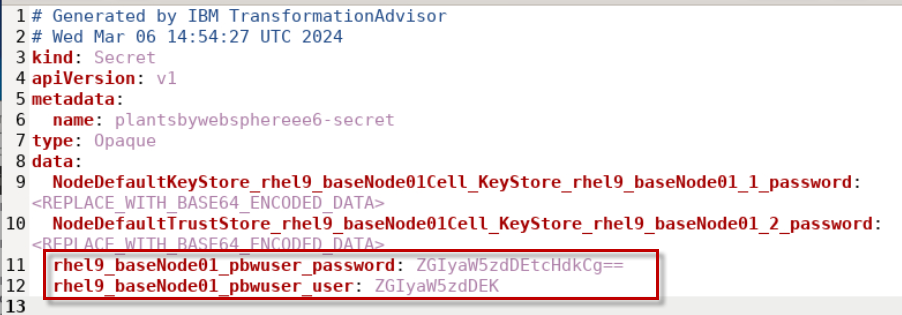 1 # Generated by IBM TransformationAdvisor
2 # Wed Mar 06 14:54:27 UTC 2024
3 kind: Secret
4 apiVersion: v1
5 metadata:
6   name: plantsbywebsphereee6-secret
7 type: Opaque
8 data:
9   NodeDefaultKeyStore_rhel9_baseNode01Cell_KeyStore_rhel9_baseNode01_1_password:
<REPLACE_WITH_BASE64_ENCODED_DATA>
10   NodeDefaultTrustStore_rhel9_baseNode01Cell_KeyStore_rhel9_baseNode01_2_password:
<REPLACE_WITH_BASE64_ENCODED_DATA>
11   rhel9_baseNode01_pbwuser_password: ZGIyaW5zdDEtcHdkCg==
12   rhel9_baseNode01_pbwuser_user: ZGIyaW5zdDEK
13